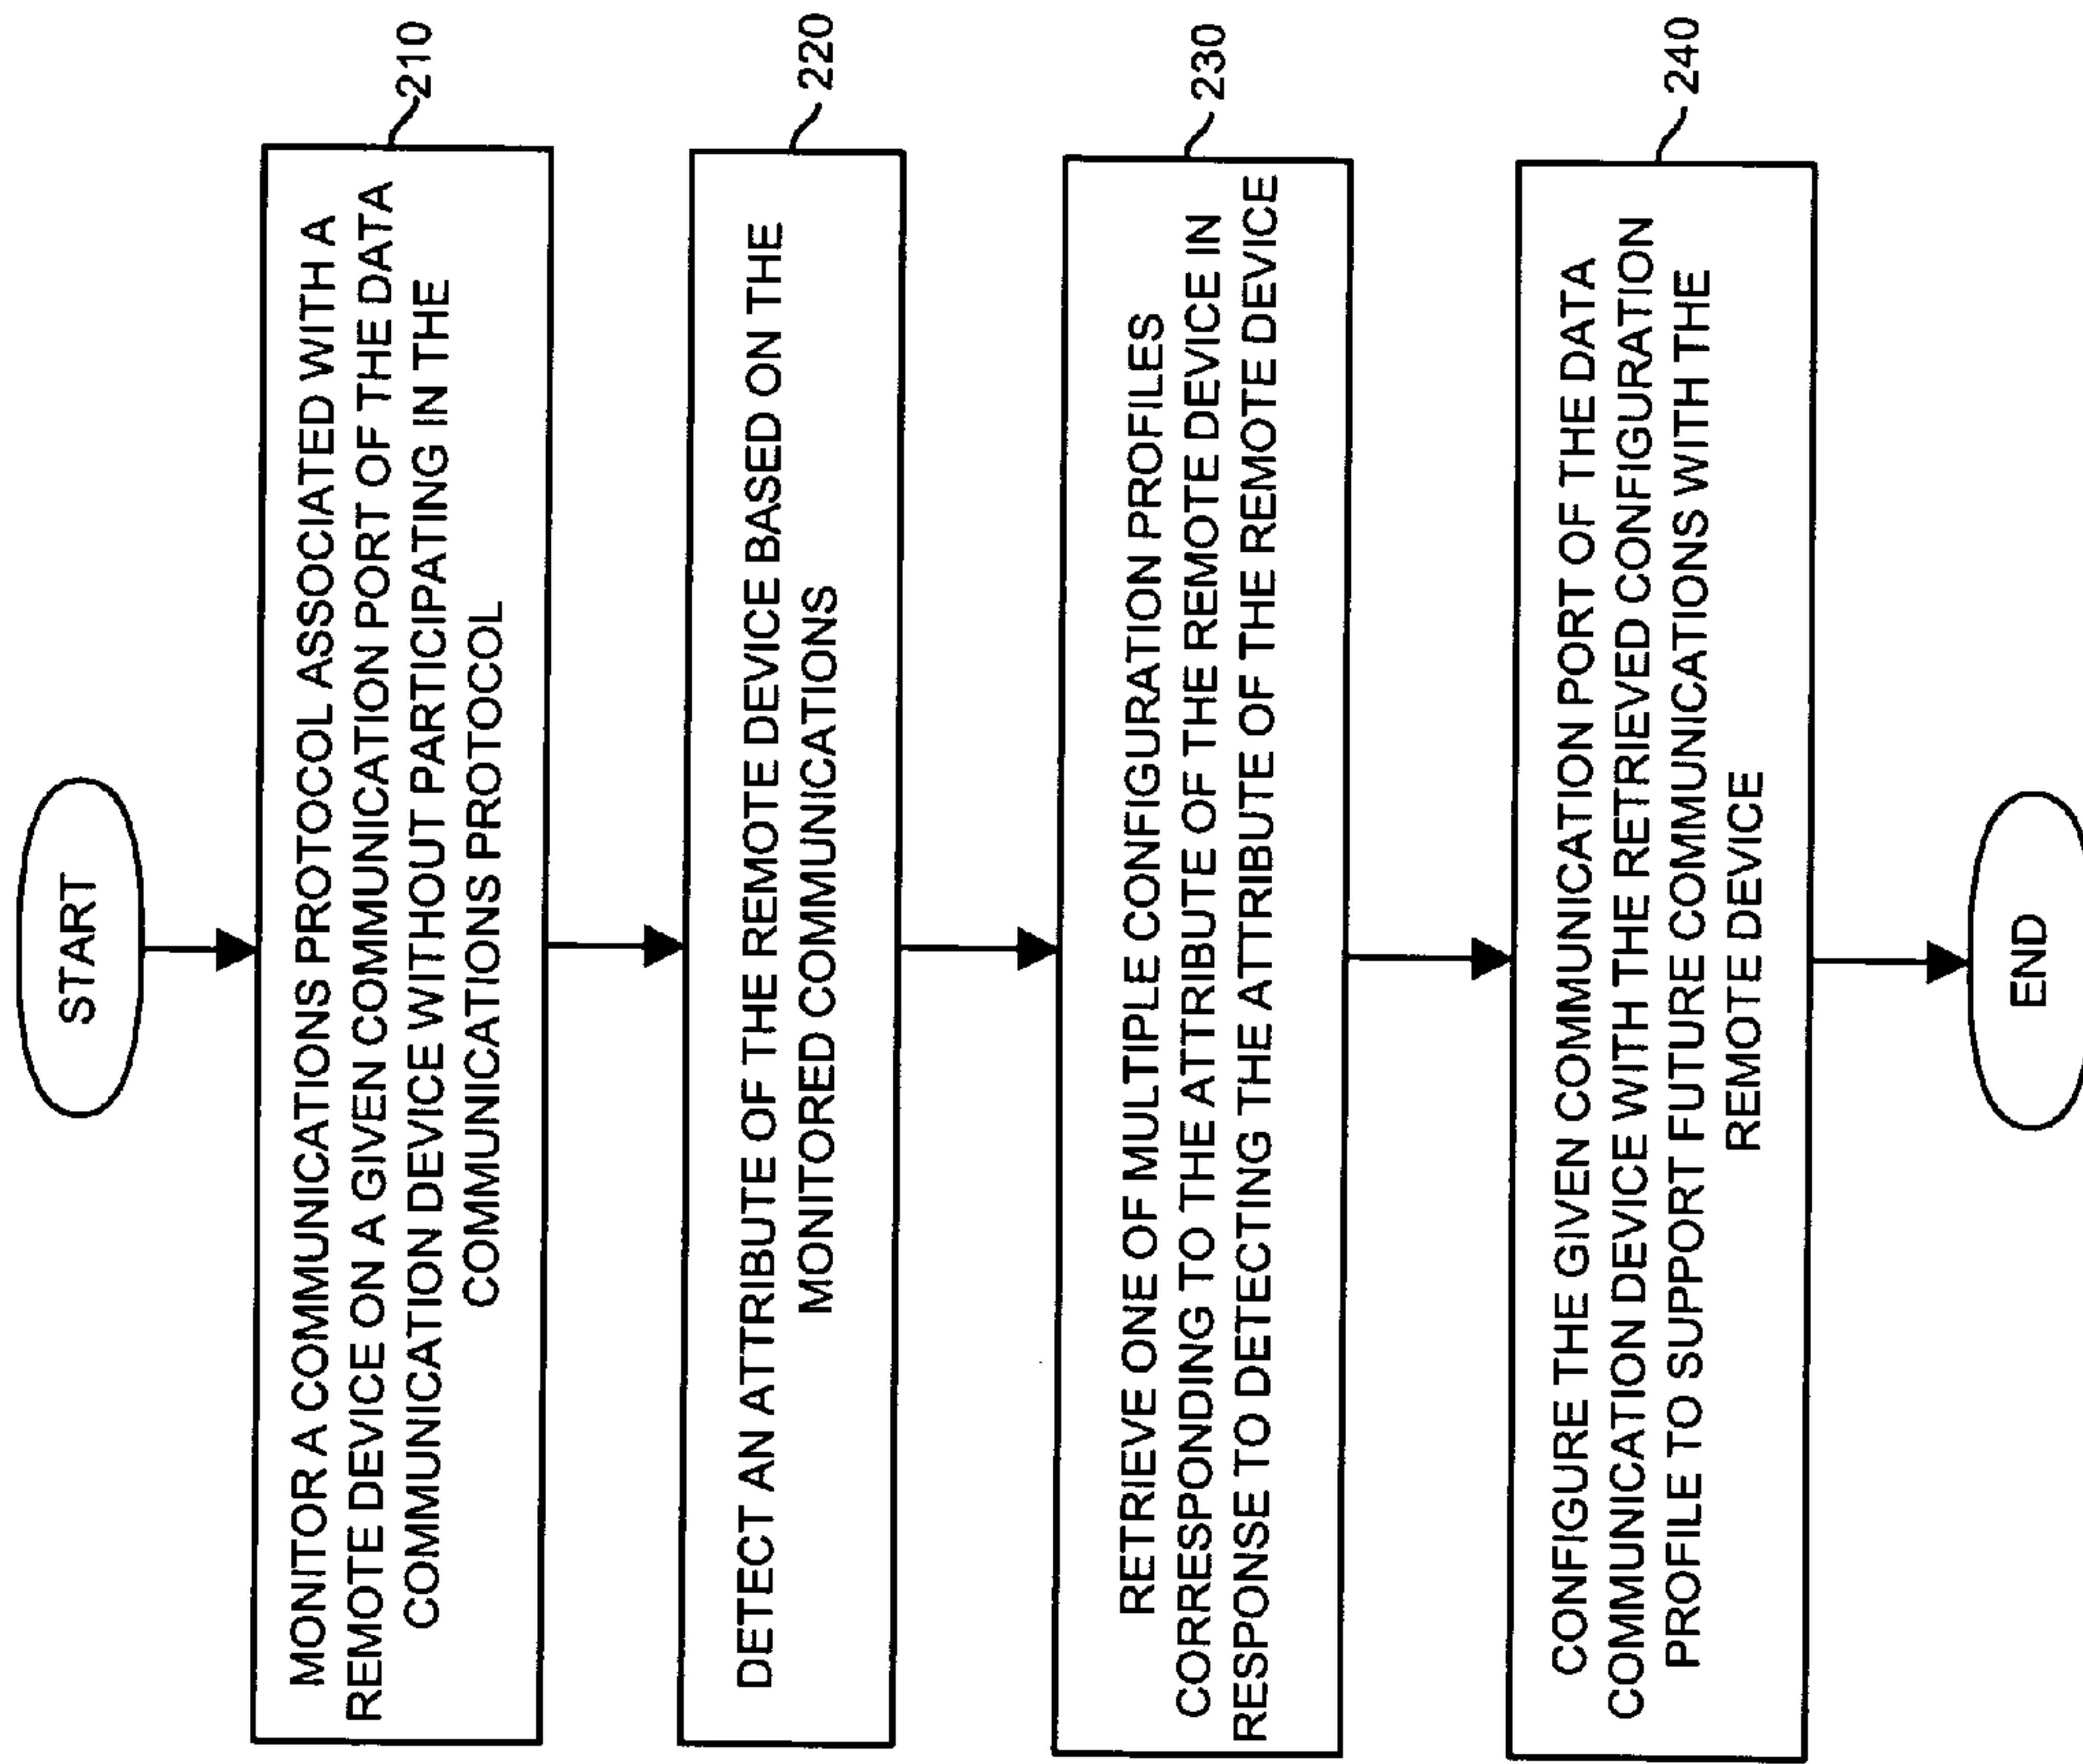 START
MONITOR A COMMUNICATIONS PROTOCOL ASSOCIATED WITH A
REMOTE DEVICE ON A GIVEN COMMUNICATION PORT OF THE DATA
COMMUNICATION DEVICE WITHOUT PARTICIPATING IN THE
COMMUNICATIONS PROTOCOL
210
DETECT AN ATTRIBUTE OF THE REMOTE DEVICE BASED ON THE
MONITORED COMMUNICATIONS
220
RETRIEVE ONE OF MULTIPLE CONFIGURATION PROFILES
CORRESPONDING TO THE ATTRIBUTE OF THE REMOTE DEVICE IN
RESPONSE TO DETECTING THE ATTRIBUTE OF THE REMOTE DEVICE
230
CONFIGURE THE GIVEN COMMUNICATION PORT OF THE DATA
COMMUNICATION DEVICE WITH THE RETRIEVED CONFIGURATION
PROFILE TO SUPPORT FUTURE COMMUNICATIONS WITH THE
REMOTE DEVICE
240
END